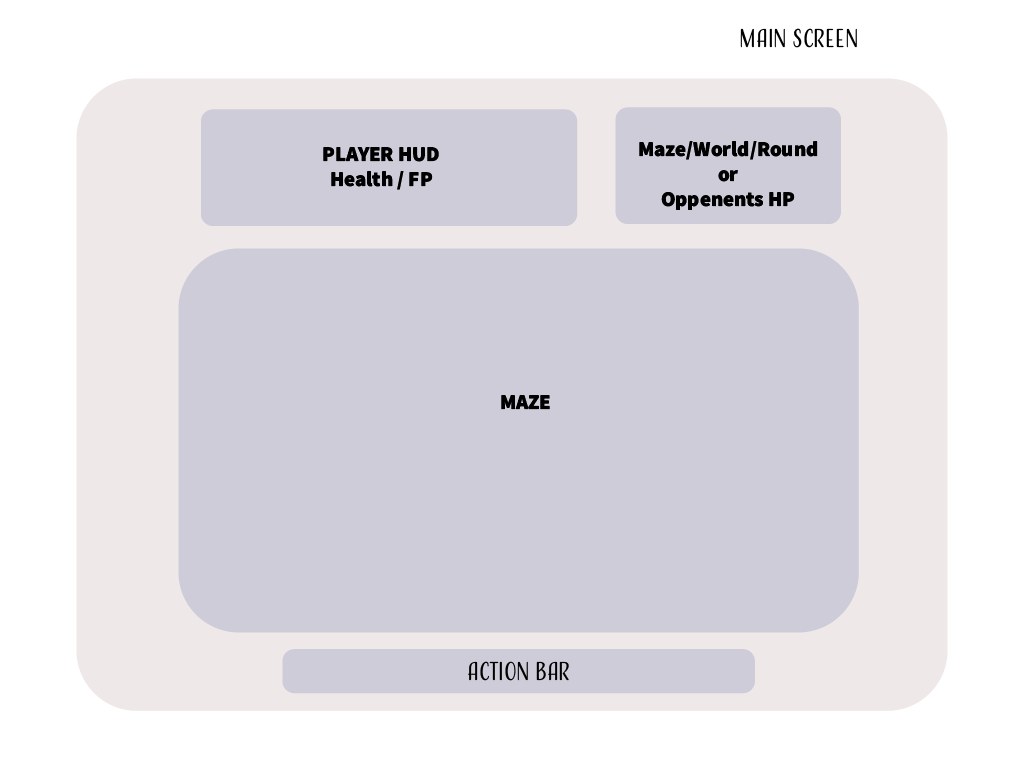 MAIN SCREEN
PLAYER HUD
Health / FP
Maze/World/Round
or
Oppenents HP
MAZE
ACTION BAR